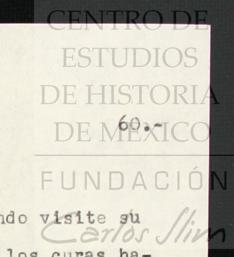 CENTRO DE
ESTUDIOS
DE HISTORIA
60.-
DE MÉXICO
FUNDACIÓN
ndo visite su
Carlos Slim
los curas ha-